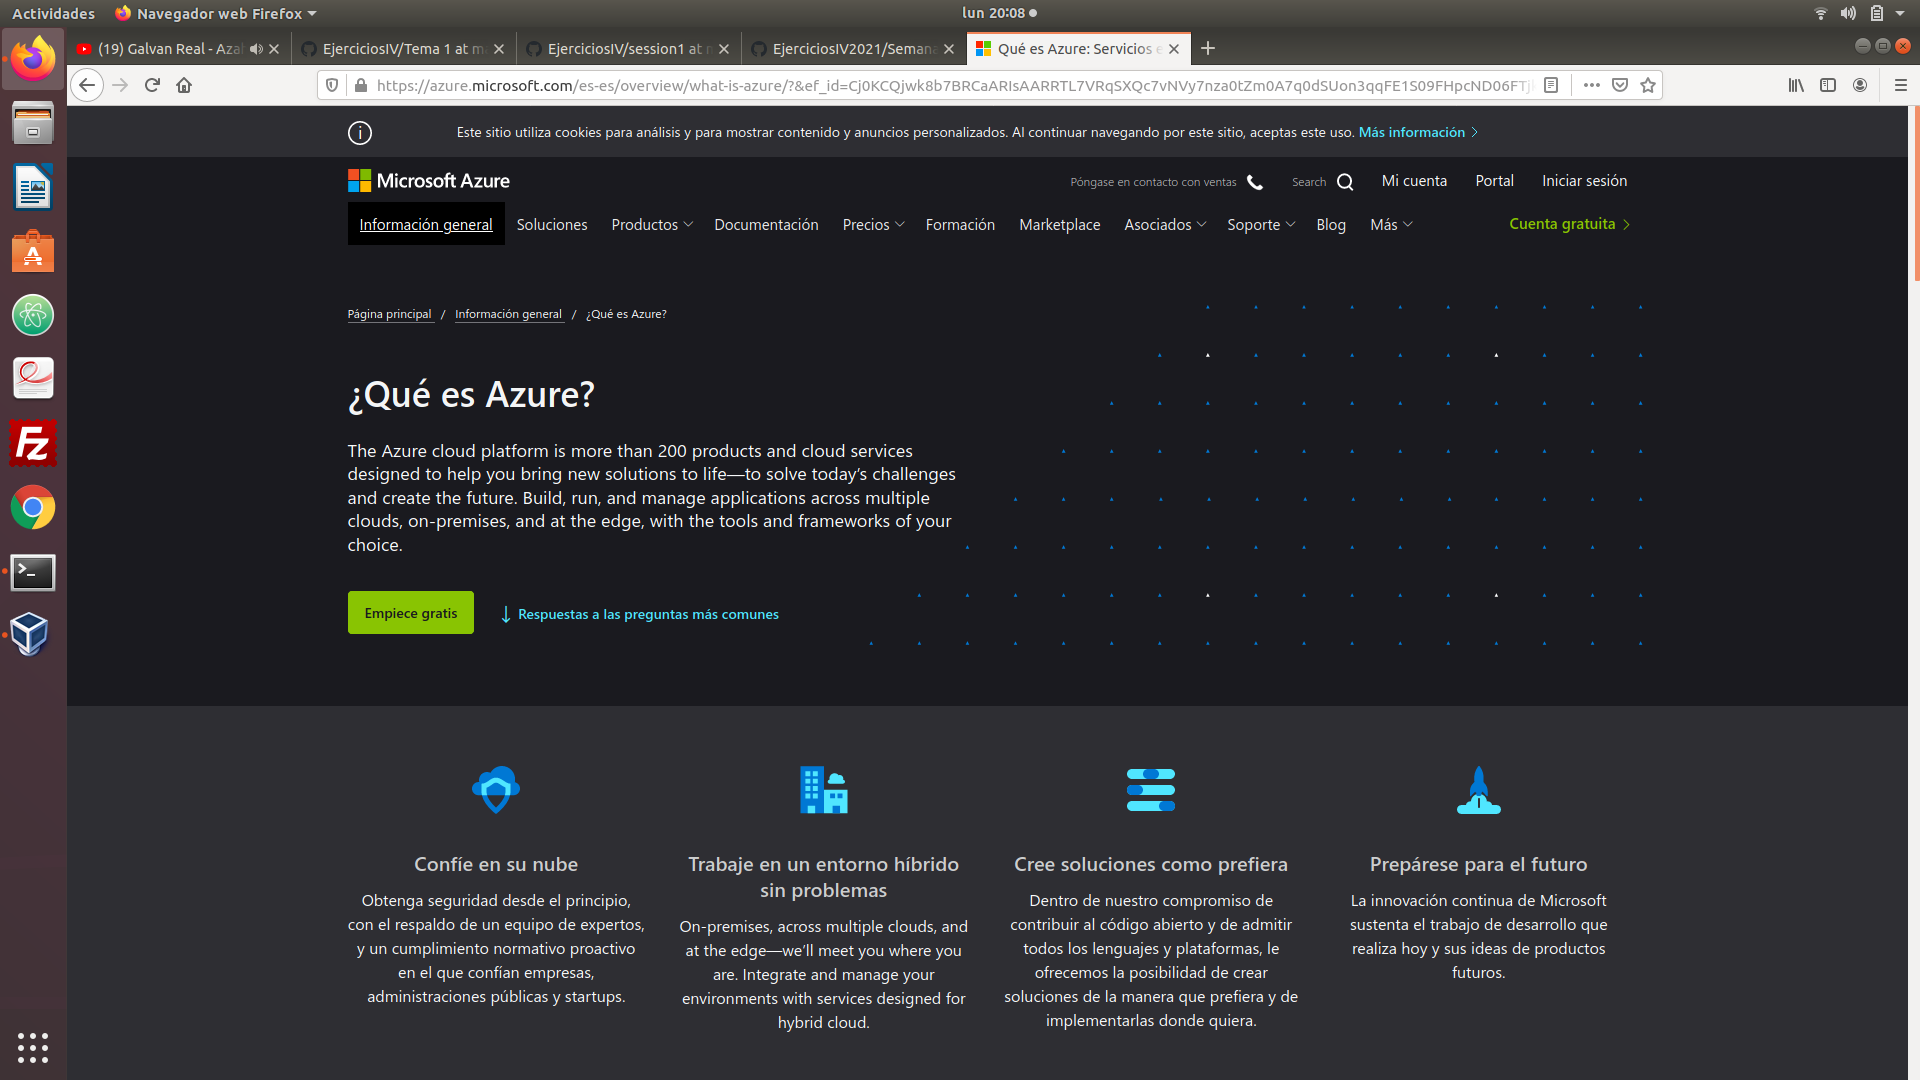 Actividades Navegador web Firefox lun 20:08
(19) Galvan Real - Aza
EjerciciosIV/Tema 1 at
EjerciciosIV/session1 at
EjerciciosIV2021/Semana
Qué es Azure: Servicios e
https://azure.microsoft.com/es-es/overview/what-is-azure/?&ef_id=
Este sitio utiliza cookies para análisis y para mostrar contenido y anuncios personalizados. Al continuar navegando por este sitio, aceptas este uso. Más información
Microsoft Azure
Póngase en contacto con ventas Search Mi cuenta Portal Iniciar sesión
Información general Soluciones Productos Documentación Precios Formación Marketplace Asociados Soporte Blog Más Cuenta gratuita
Página principal / Información general / ¿Qué es Azure?
¿Qué es Azure?
The Azure cloud platform is more than 200 products and cloud services
designed to help you bring new solutions to life—to solve today’s challenges
and create the future. Build, run, and manage applications across multiple
clouds, on-premises, and at the edge, with the tools and frameworks of your
choice.
Empiece gratis
Respuestas a las preguntas más comunes
Confíe en su nube
Obtenga seguridad desde el principio,
con el respaldo de un equipo de expertos,
y un cumplimiento normativo proactivo
en el que confían empresas,
administraciones públicas y startups.
Trabaje en un entorno híbrido
sin problemas
On-premises, across multiple clouds, and
at the edge—we’ll meet you where you
are. Integrate and manage your
environments with services designed for
hybrid cloud.
Cree soluciones como prefiera
Dentro de nuestro compromiso de
contribuir al código abierto y de admitir
todos los lenguajes y plataformas, le
ofrecemos la posibilidad de crear
soluciones de la manera que prefiera y de
implementarlas donde quiera.
Prepárese para el futuro
La innovación continua de Microsoft
sustenta el trabajo de desarrollo que
realiza hoy y sus ideas de productos
futuros.